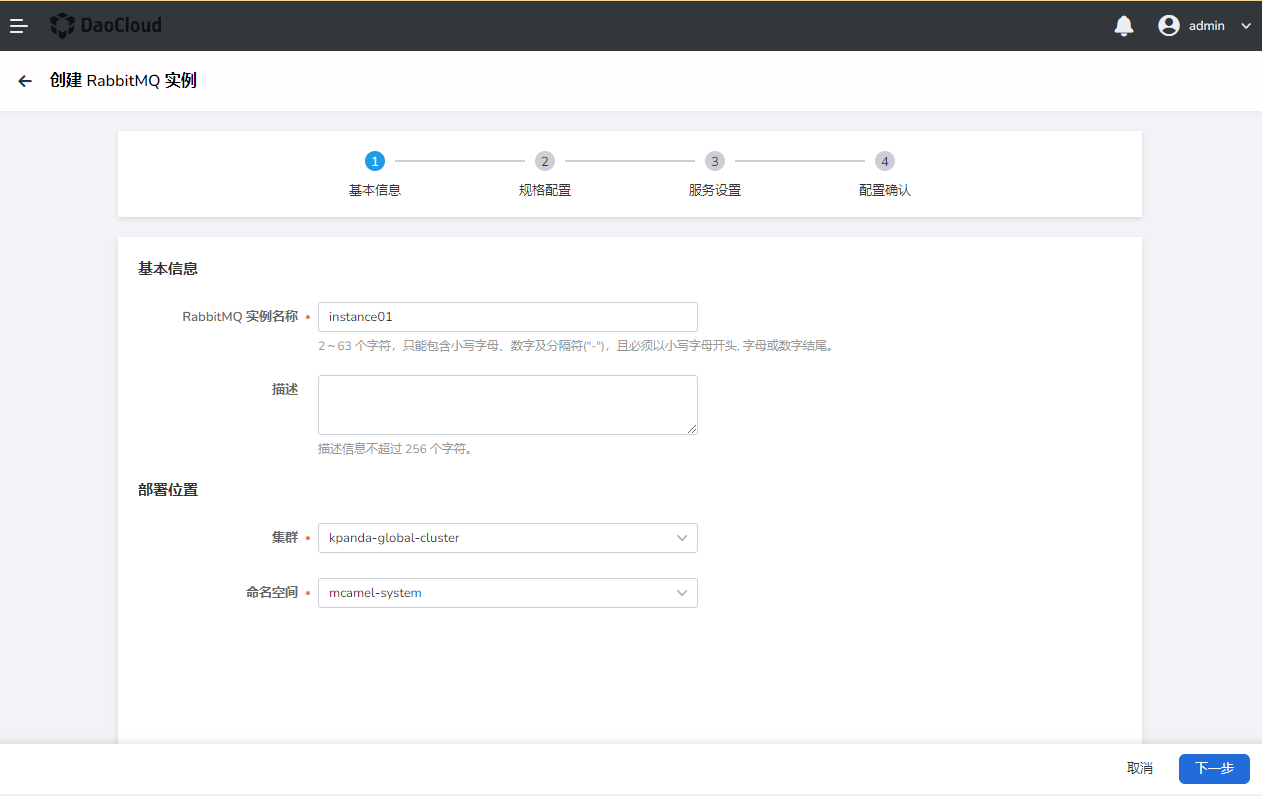 DaoCloud
admin
创建 RabbitMQ 实例
1
2
3
4
基本信息
规格配置
服务设置
配置确认
基本信息
RabbitMQ 实例名称 *
instance01
2 ~ 63 个字符，只能包含小写字母、数字及分隔符("-")，且必须以小写字母开头, 字母或数字结尾。
描述
描述信息不超过 256 个字符。
部署位置
集群 *
kpanda-global-cluster
命名空间 *
mcamel-system
取消
下一步